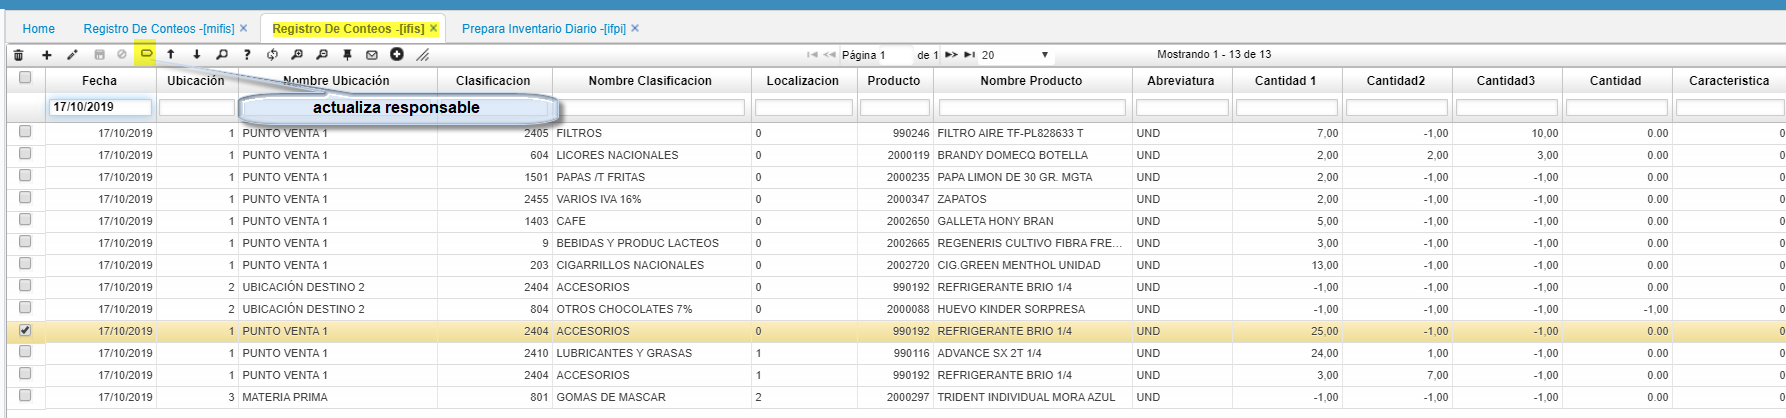 Home Registro De Conteos -[mifis] × Registro De Conteos -[ifis] × Prepara Inventario Diario -[ifpi] ×
Página 1 de 1 20 Mostrando 1 - 13 de 13
Fecha Ubicación Nombre Ubicación Clasificacion Nombre Clasificacion Localizacion Producto Nombre Producto Abreviatura Cantidad 1 Cantidad2 Cantidad3 Cantidad Caracteristica
17/10/2019 actualiza responsable
17/10/2019 1 PUNTO VENTA 1 2405 FILTROS 0 990246 FILTRO AIRE TF-PL828633 T UND 7,00 -1,00 10,00 0.00 0
17/10/2019 1 PUNTO VENTA 1 604 LICORES NACIONALES 0 2000119 BRANDY DOMECQ BOTELLA UND 2,00 2,00 3,00 0.00 0
17/10/2019 1 PUNTO VENTA 1 1501 PAPAS /T FRITAS 0 2000235 PAPA LIMON DE 30 GR. MGTA UND 2,00 -1,00 -1,00 0.00 0
17/10/2019 1 PUNTO VENTA 1 2455 VARIOS IVA 16% 0 2000347 ZAPATOS UND 2,00 -1,00 -1,00 0.00 0
17/10/2019 1 PUNTO VENTA 1 1403 CAFE 0 2002650 GALLETA HONY BRAN UND 5,00 -1,00 -1,00 0.00 0
17/10/2019 1 PUNTO VENTA 1 9 BEBIDAS Y PRODUC LACTEOS 0 2002665 REGENERIS CULTIVO FIBRA FRE... UND 3,00 -1,00 -1,00 0.00 0
17/10/2019 1 PUNTO VENTA 1 203 CIGARRILLOS NACIONALES 0 2002720 CIG.GREEN MENTHOL UNIDAD UND 13,00 -1,00 -1,00 0.00 0
17/10/2019 2 UBICACIÓN DESTINO 2 2404 ACCESORIOS 0 990192 REFRIGERANTE BRIO 1/4 UND -1,00 -1,00 -1,00 0.00 0
17/10/2019 2 UBICACIÓN DESTINO 2 804 OTROS CHOCOLATES 7% 0 2000088 HUEVO KINDER SORPRESA UND -1,00 -1,00 -1,00 -1,00 0
17/10/2019 1 PUNTO VENTA 1 2404 ACCESORIOS 0 990192 REFRIGERANTE BRIO 1/4 UND 25,00 -1,00 -1,00 0.00 0
17/10/2019 1 PUNTO VENTA 1 2410 LUBRICANTES Y GRASAS 1 990116 ADVANCE SX 2T 1/4 UND 24,00 1,00 -1,00 0.00 0
17/10/2019 1 PUNTO VENTA 1 2404 ACCESORIOS 1 990192 REFRIGERANTE BRIO 1/4 UND 3,00 7,00 -1,00 0.00 0
17/10/2019 3 MATERIA PRIMA 801 GOMAS DE MASCAR 2 2000297 TRIDENT INDIVIDUAL MORA AZUL UND -1,00 -1,00 -1,00 0.00 0